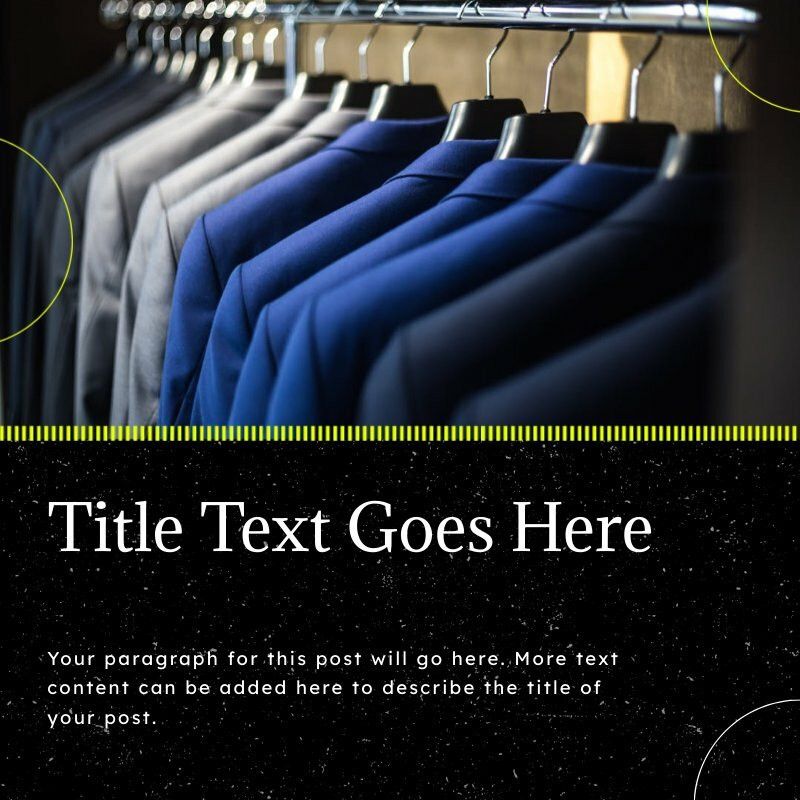 Title Text Goes Here
Your paragraph for this post will go here. More text
content can be added here to describe the title of
your post.